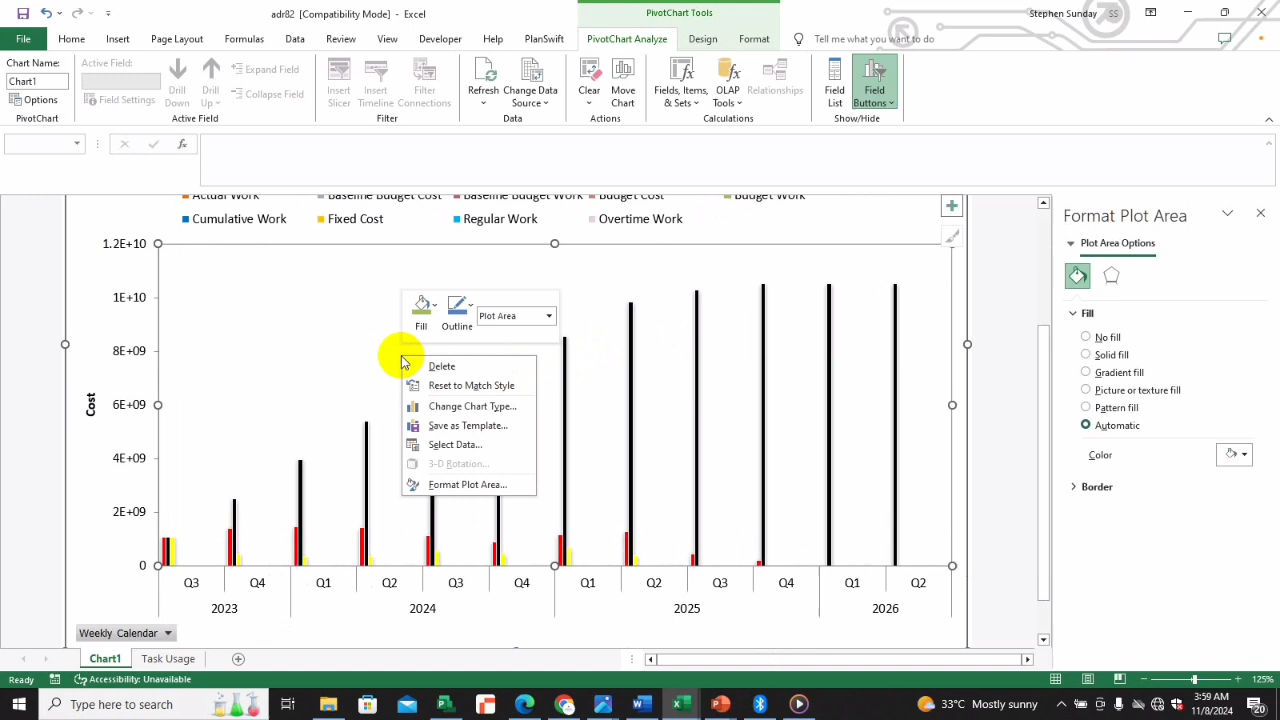 adr82 [Compatibility Mode] - Excel
PivotChart Tools
Stephen Sunday SS
File Home Insert Page Layout Formulas Data Review View Developer Help PlanSwift PivotChart Analyze Design Format Tell me what you want to do
Chart Name:
Chart1
Options
PivotChart
Active Field:
Field Settings
Drill Down
Drill Up
Expand Field
Collapse Field
Active Field
Insert Slicer
Insert Timeline
Filter Connections
Filter
Refresh
Change Data Source
Data
Clear
Move Chart
Actions
Fields, Items, & Sets
OLAP Tools
Relationships
Calculations
Field List
Field Buttons
Show/Hide
fx
Actual Work Baseline Budget Cost Baseline Budget Work Budget Cost Budget Work
Cumulative Work Fixed Cost Regular Work Overtime Work
1.2E+10
1E+10
8E+09
6E+09
4E+09
2E+09
0
Cost
Fill Outline Plot Area
Delete
Reset to Match Style
Change Chart Type...
Save as Template...
Select Data...
3-D Rotation...
Format Plot Area...
Q3 Q4 Q1 Q2 Q3 Q4 Q1 Q2 Q3 Q4 Q1 Q2
2023 2024 2025 2026
Weekly Calendar
Format Plot Area
Plot Area Options
Fill
No fill
Solid fill
Gradient fill
Picture or texture fill
Pattern fill
Automatic
Color
Border
Chart1 Task Usage
Ready Accessibility: Unavailable 125%
Type here to search
33°C Mostly sunny
3:59 AM
11/8/2024
20